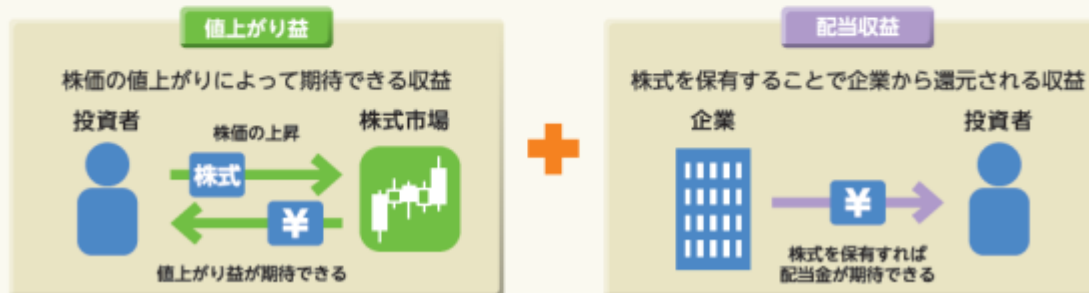 値上がり益
株価の値上がりによって期待できる収益
投資者
株価の上昇
株式市場
株式
¥
値上がり益が期待できる
配当収益
株式を保有することで企業から還元される収益
企業
投資者
¥
株式を保有すれば
配当金が期待できる